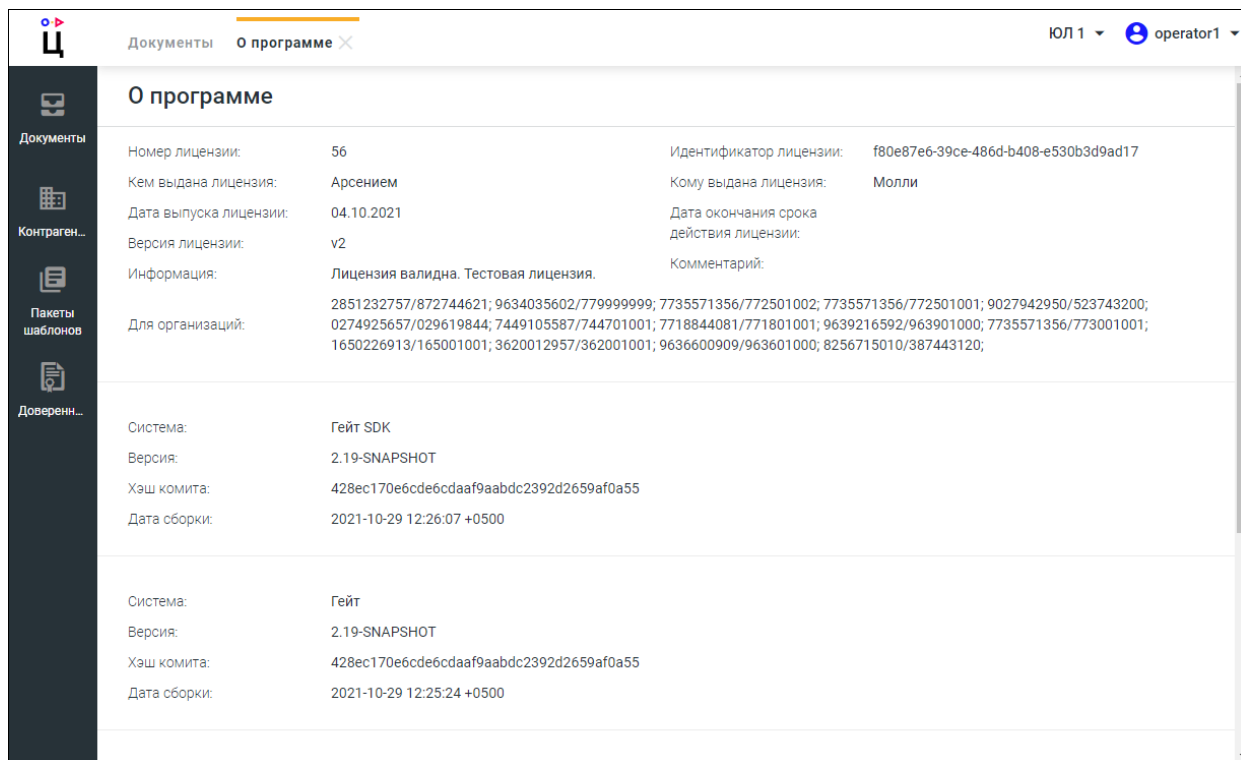 Ц
Документы О программе
ЮЛ 1 operator1
Документы
Контраген...
Пакеты
шаблонов
Доверенн...
О программе
Номер лицензии: 56 Идентификатор лицензии: f80e87e6-39ce-486d-b408-e530b3d9ad17
Кем выдана лицензия: Арсением Кому выдана лицензия: Молли
Дата выпуска лицензии: 04.10.2021 Дата окончания срока
действия лицензии:
Версия лицензии: v2
Комментарий:
Информация: Лицензия валидна. Тестовая лицензия.
Для организаций: 2851232757/872744621; 9634035602/779999999; 7735571356/772501002; 7735571356/772501001; 9027942950/523743200;
0274925657/029619844; 7449105587/744701001; 7718844081/771801001; 9639216592/963901000; 7735571356/773001001;
1650226913/165001001; 3620012957/362001001; 9636600909/963601000; 8256715010/387443120;
Система: Гейт SDK
Версия: 2.19-SNAPSHOT
Хэш комита: 428ec170e6cde6cdaaf9aabdc2392d2659af0a55
Дата сборки: 2021-10-29 12:26:07 +0500
Система: Гейт
Версия: 2.19-SNAPSHOT
Хэш комита: 428ec170e6cde6cdaaf9aabdc2392d2659af0a55
Дата сборки: 2021-10-29 12:25:24 +0500